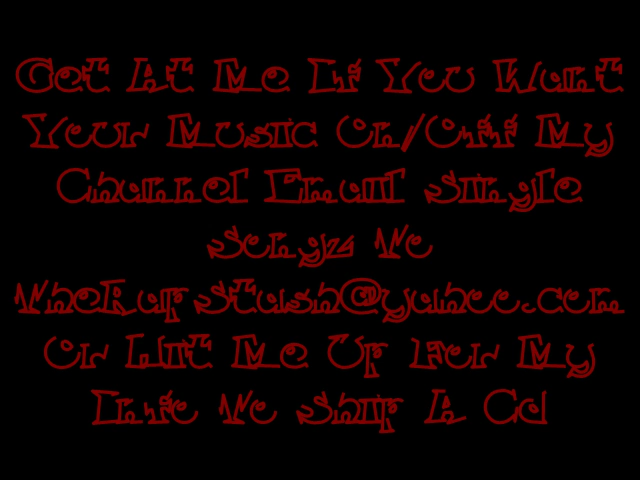 Get At Me If You Want
Your Music On/Off My
Channel Email Single
Songz To
TheRapStash@yahoo.com
Or Hit Me Up For My
Info To Ship A Cd